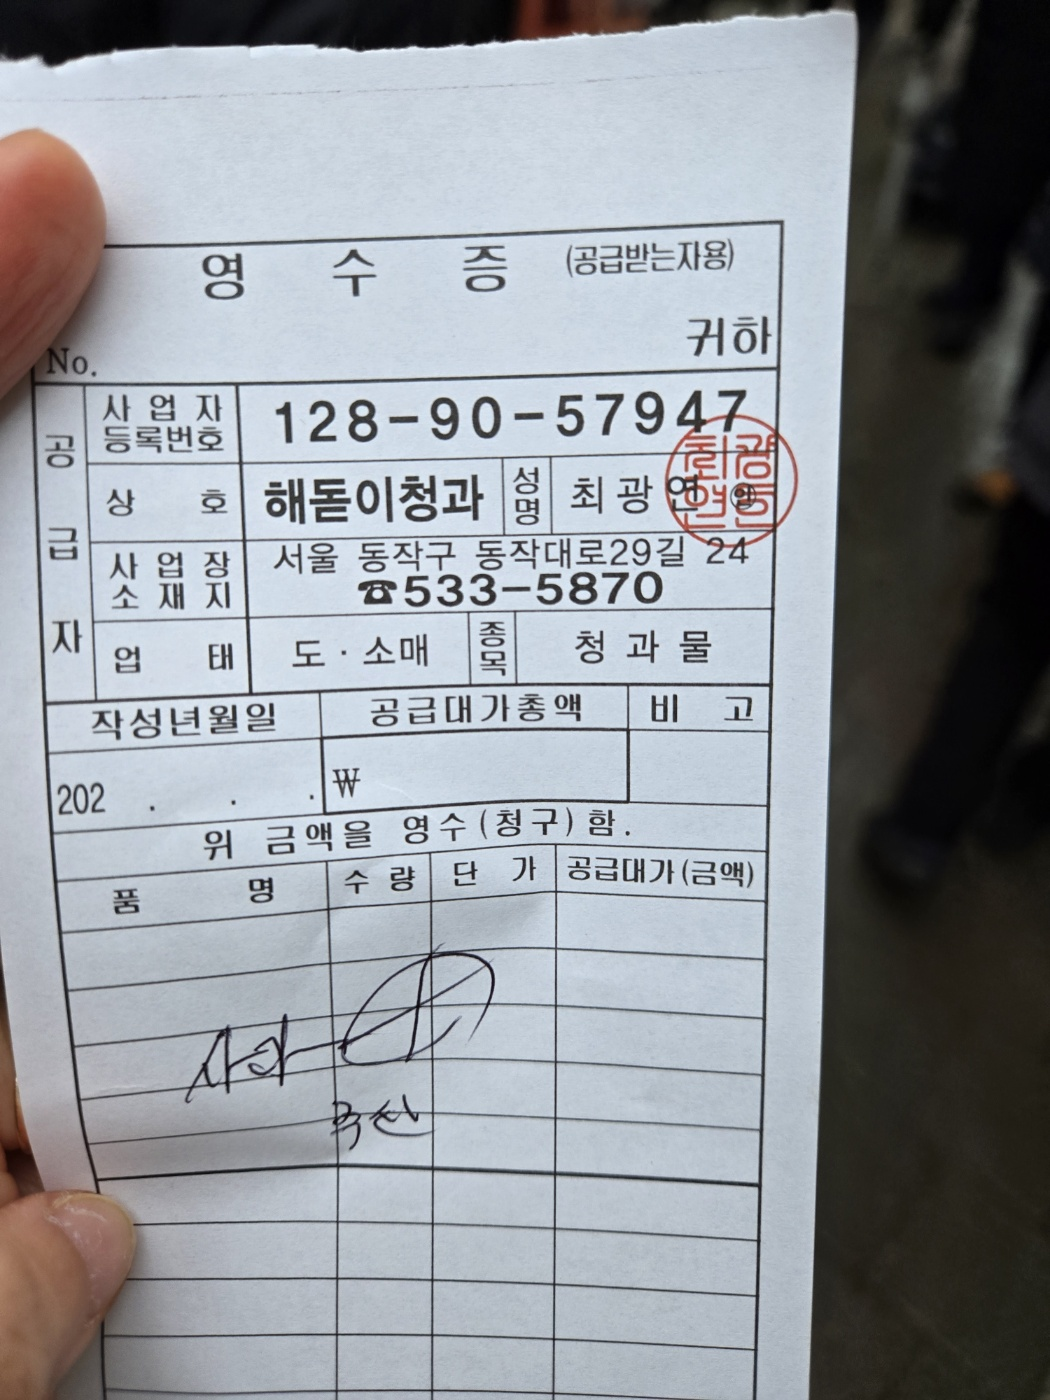 영 수 증 (공급받는자용)
No. 귀하
공급자
사업자등록번호 128-90-57947
상 호 해돋이청과 성명 최광연 ㊞
사업장소재지 서울 동작구 동작대로29길 24
☎533-5870
업 태 도·소매 종목 청과물
작성년월일 공급대가총액 비 고
202 . . . ₩
위 금액을 영수(청구)함.
품 명 수량 단 가 공급대가(금액)
사과
국산